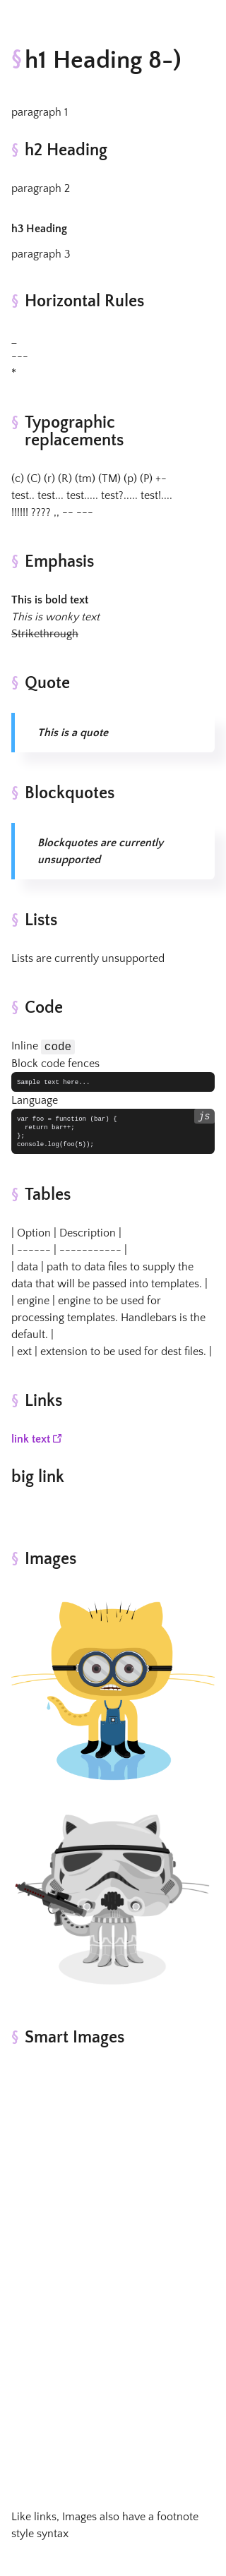 § h1 Heading 8-)
paragraph 1
§ h2 Heading
paragraph 2
h3 Heading
paragraph 3
§ Horizontal Rules
_
---
*
§ Typographic
replacements
(c) (C) (r) (R) (tm) (TM) (p) (P) +-
test.. test... test..... test?..... test!....
!!!!!! ???? ,, -- ---
§ Emphasis
This is bold text
This is wonky text
Strikethrough
§ Quote
This is a quote
§ Blockquotes
Blockquotes are currently
unsupported
§ Lists
Lists are currently unsupported
§ Code
Inline code
Block code fences
Sample text here...
Language
js
var foo = function (bar) {
  return bar++;
};
console.log(foo(5));
§ Tables
| Option | Description |
| ------ | ----------- |
| data | path to data files to supply the
data that will be passed into templates. |
| engine | engine to be used for
processing templates. Handlebars is the
default. |
| ext | extension to be used for dest files. |
§ Links
link text
big link
§ Images
§ Smart Images
Like links, Images also have a footnote
style syntax